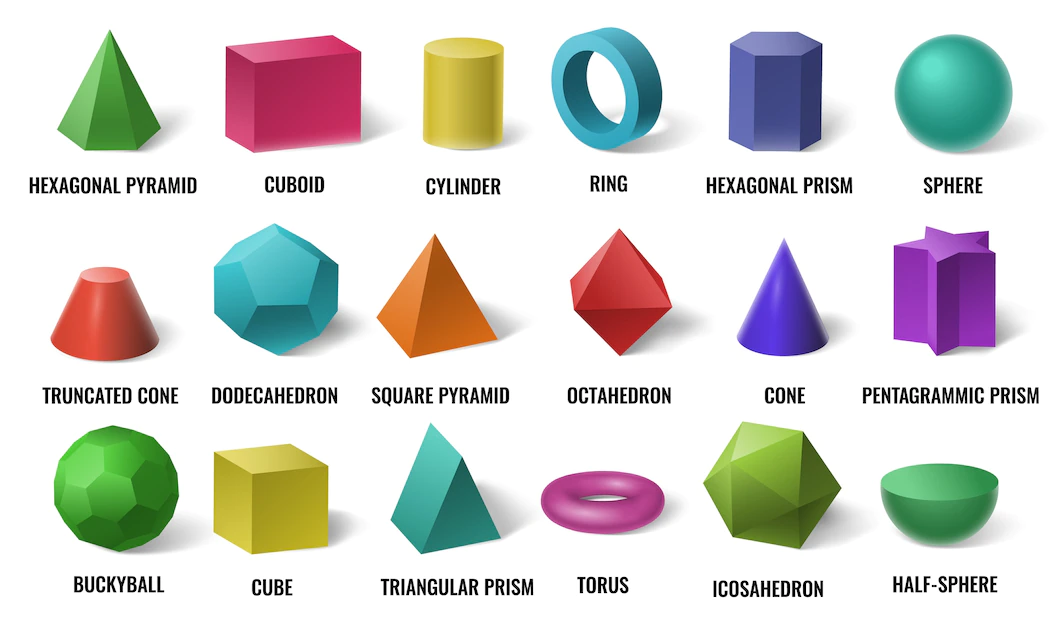 HEXAGONAL PYRAMID
CUBOID
CYLINDER
RING
HEXAGONAL PRISM
SPHERE
TRUNCATED CONE
DODECAHEDRON
SQUARE PYRAMID
OCTAHEDRON
CONE
PENTAGRAMMIC PRISM
BUCKYBALL
CUBE
TRIANGULAR PRISM
TORUS
ICOSAHEDRON
HALF-SPHERE